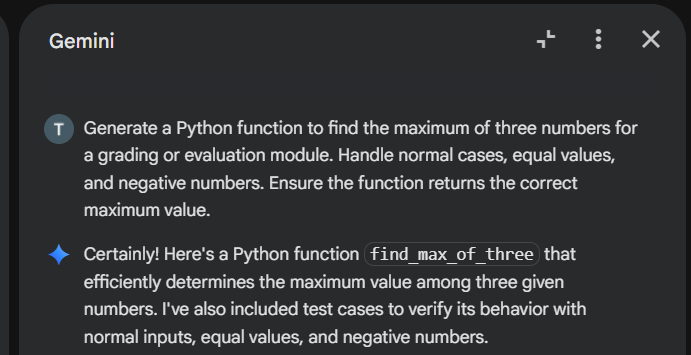 Gemini
T
Generate a Python function to find the maximum of three numbers for
a grading or evaluation module. Handle normal cases, equal values,
and negative numbers. Ensure the function returns the correct
maximum value.
Certainly! Here's a Python function find_max_of_three that
efficiently determines the maximum value among three given
numbers. I've also included test cases to verify its behavior with
normal inputs, equal values, and negative numbers.